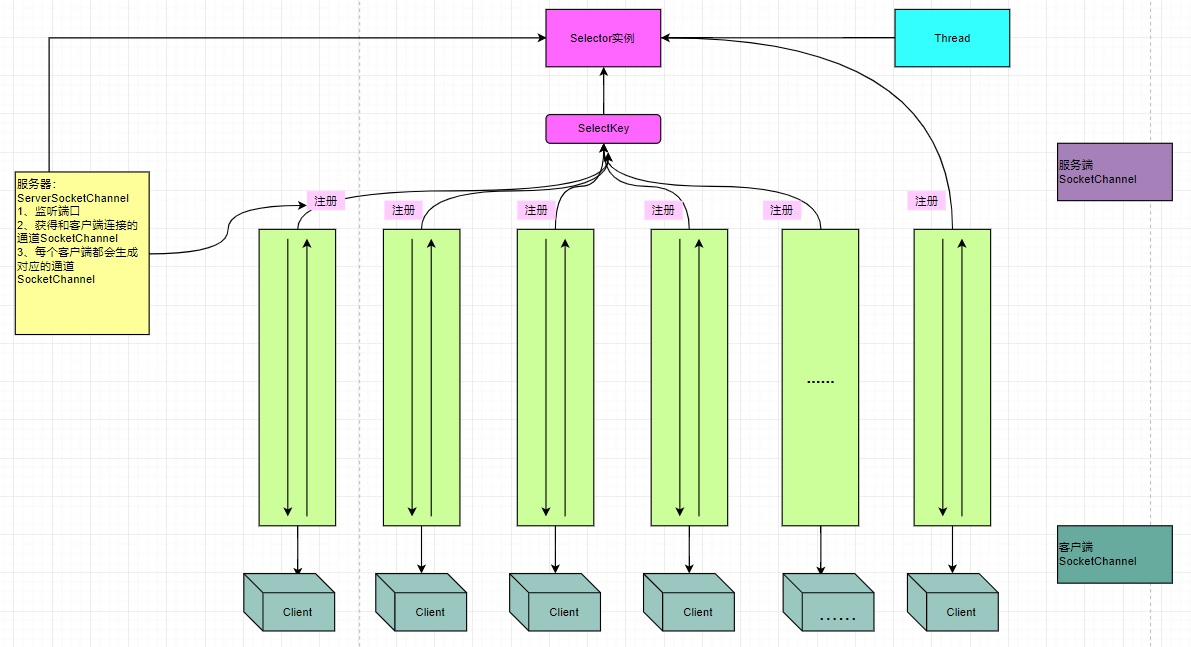 Selector实例
Thread
SelectKey
服务器:
ServerSocketChannel
1、监听端口
2、获得和客户端连接的
通道SocketChannel
3、每个客户端都会生成
对应的通道
SocketChannel
服务端
SocketChannel
注册
注册
注册
注册
注册
注册
......
客户端
SocketChannel
Client
Client
Client
Client
......
Client